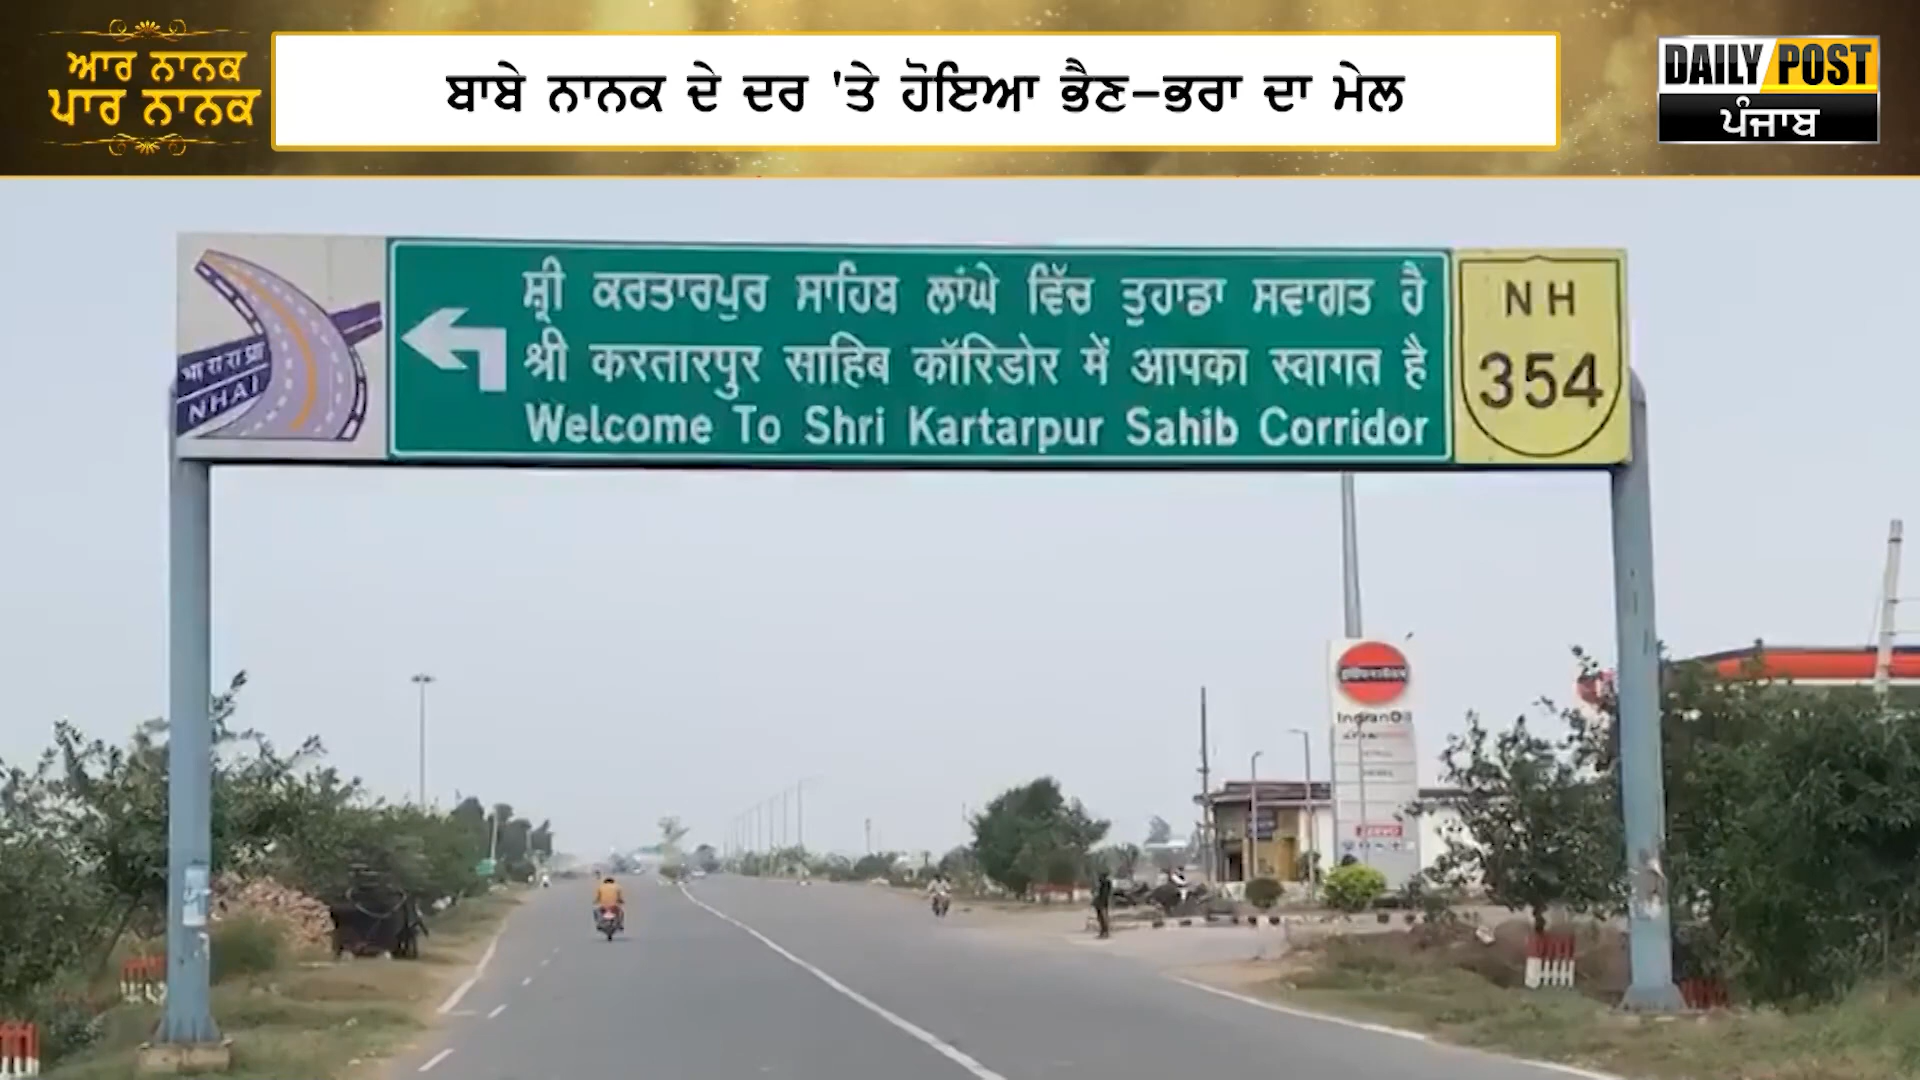 ਆਰ ਨਾਨਕ
ਪਾਰ ਨਾਨਕ
ਬਾਬੇ ਨਾਨਕ ਦੇ ਦਰ 'ਤੇ ਹੋਇਆ ਭੈਣ-ਭਰਾ ਦਾ ਮੇਲ
DAILY POST
ਪੰਜਾਬ
ਸ਼੍ਰੀ ਕਰਤਾਰਪੁਰ ਸਾਹਿਬ ਲਾਂਘੇ ਵਿੱਚ ਤੁਹਾਡਾ ਸਵਾਗਤ ਹੈ
श्री करतारपुर साहिब कॉरिडोर में आपका स्वागत है
Welcome To Shri Kartarpur Sahib Corridor
भा रा रा प्रा
NHAI
NH
354
IndianOil
SERVO